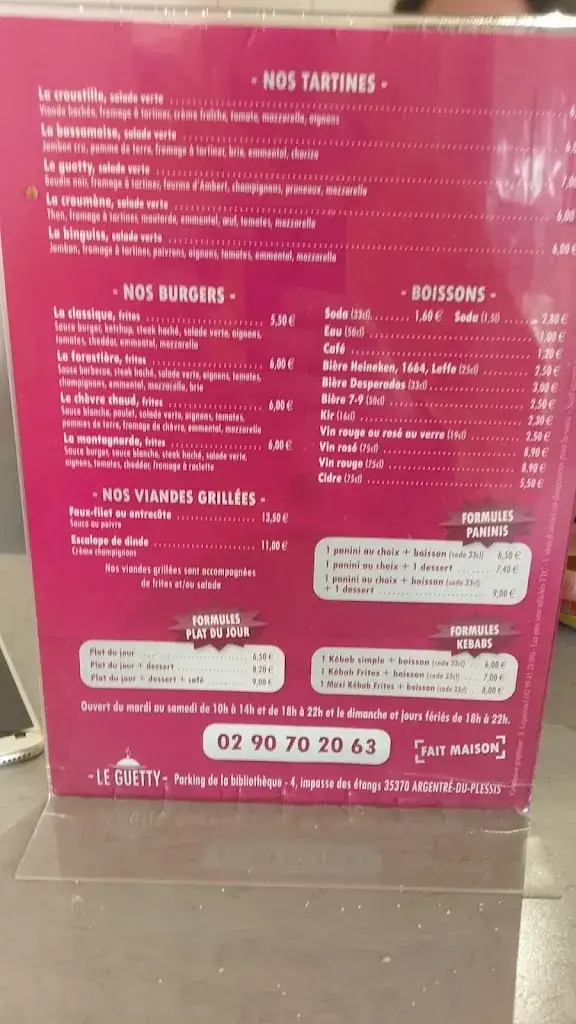 - NOS TARTINES -
La croustille, salade verte
Viande hachée, fromage à tartiner, crème fraîche, tomate, mozzarella, oignons
La bassamaise, salade verte
Jambon cru, pomme de terre, fromage à tartiner, brie, emmental, chorizo
Le guetty, salade verte 7,00
Boudin noir, fromage à tartiner, fourme d'Ambert, champignons, pruneaux, mozzarella
La croumène, salade verte 6,00
Thon, fromage à tartiner, moutarde, emmental, œuf, tomates, mozzarella
La binguiss, salade verte 6,00 €
Jambon, fromage à tartiner, poivrons, oignons, tomates, emmental, mozzarella
- NOS BURGERS -
La classique, frites 5,50 €
Sauce burger, ketchup, steak haché, salade verte, oignons,
tomates, cheddar, emmental, mozzarella
La forestière, frites 6,00 €
Sauce barbecue, steak haché, salade verte, oignons, tomates,
champignons, emmental, mozzarella, brie
Le chèvre chaud, frites 6,00 €
Sauce blanche, poulet, salade verte, oignons, tomates,
pommes de terre, fromage de chèvre, emmental, mozzarella
La montagnarde, frites 6,00 €
Sauce burger, sauce blanche, steak haché, salade verte,
oignons, tomates, cheddar, fromage à raclette
- BOISSONS -
Soda (33cl) 1,60 € Soda (1,5l) 2,80 €
Eau (50cl) 1,00 €
Café 1,20 €
Bière Heineken, 1664, Leffe (25cl) 2,50 €
Bière Desperados (33cl) 3,00 €
Bière 7-9 (50cl) 2,50 €
Kir (16cl) 2,30 €
Vin rouge ou rosé au verre (19cl) 2,50 €
Vin rosé (75cl) 8,90 €
Vin rouge (75cl) 8,90 €
Cidre (75cl) 5,50 €
- NOS VIANDES GRILLÉES -
Faux-filet ou entrecôte 13,50 €
Sauce au poivre
Escalope de dinde 11,00 €
Crème champignons
Nos viandes grillées sont accompagnées
de frites et/ou salade
FORMULES
PANINIS
1 panini au choix + boisson (soda 33cl) 6,50 €
1 panini au choix + 1 dessert 7,40 €
1 panini au choix + boisson (soda 33cl)
+ 1 dessert 9,00 €
FORMULES
PLAT DU JOUR
Plat du jour 6,50 €
Plat du jour + dessert 8,20 €
Plat du jour + dessert + café 9,00 €
FORMULES
KEBABS
1 Kébab simple + boisson (soda 33cl) 6,00 €
1 Kébab Frites + boisson (soda 33cl) 7,00 €
1 Maxi Kébab Frites + boisson (soda 33cl) 8,00 €
Ouvert du mardi au samedi de 10h à 14h et de 18h à 22h et le dimanche et jours fériés de 18h à 22h.
02 90 70 20 63
FAIT MAISON
- LE GUETTY - Parking de la bibliothèque - 4, impasse des étangs 35370 ARGENTRÉ-DU-PLESSIS